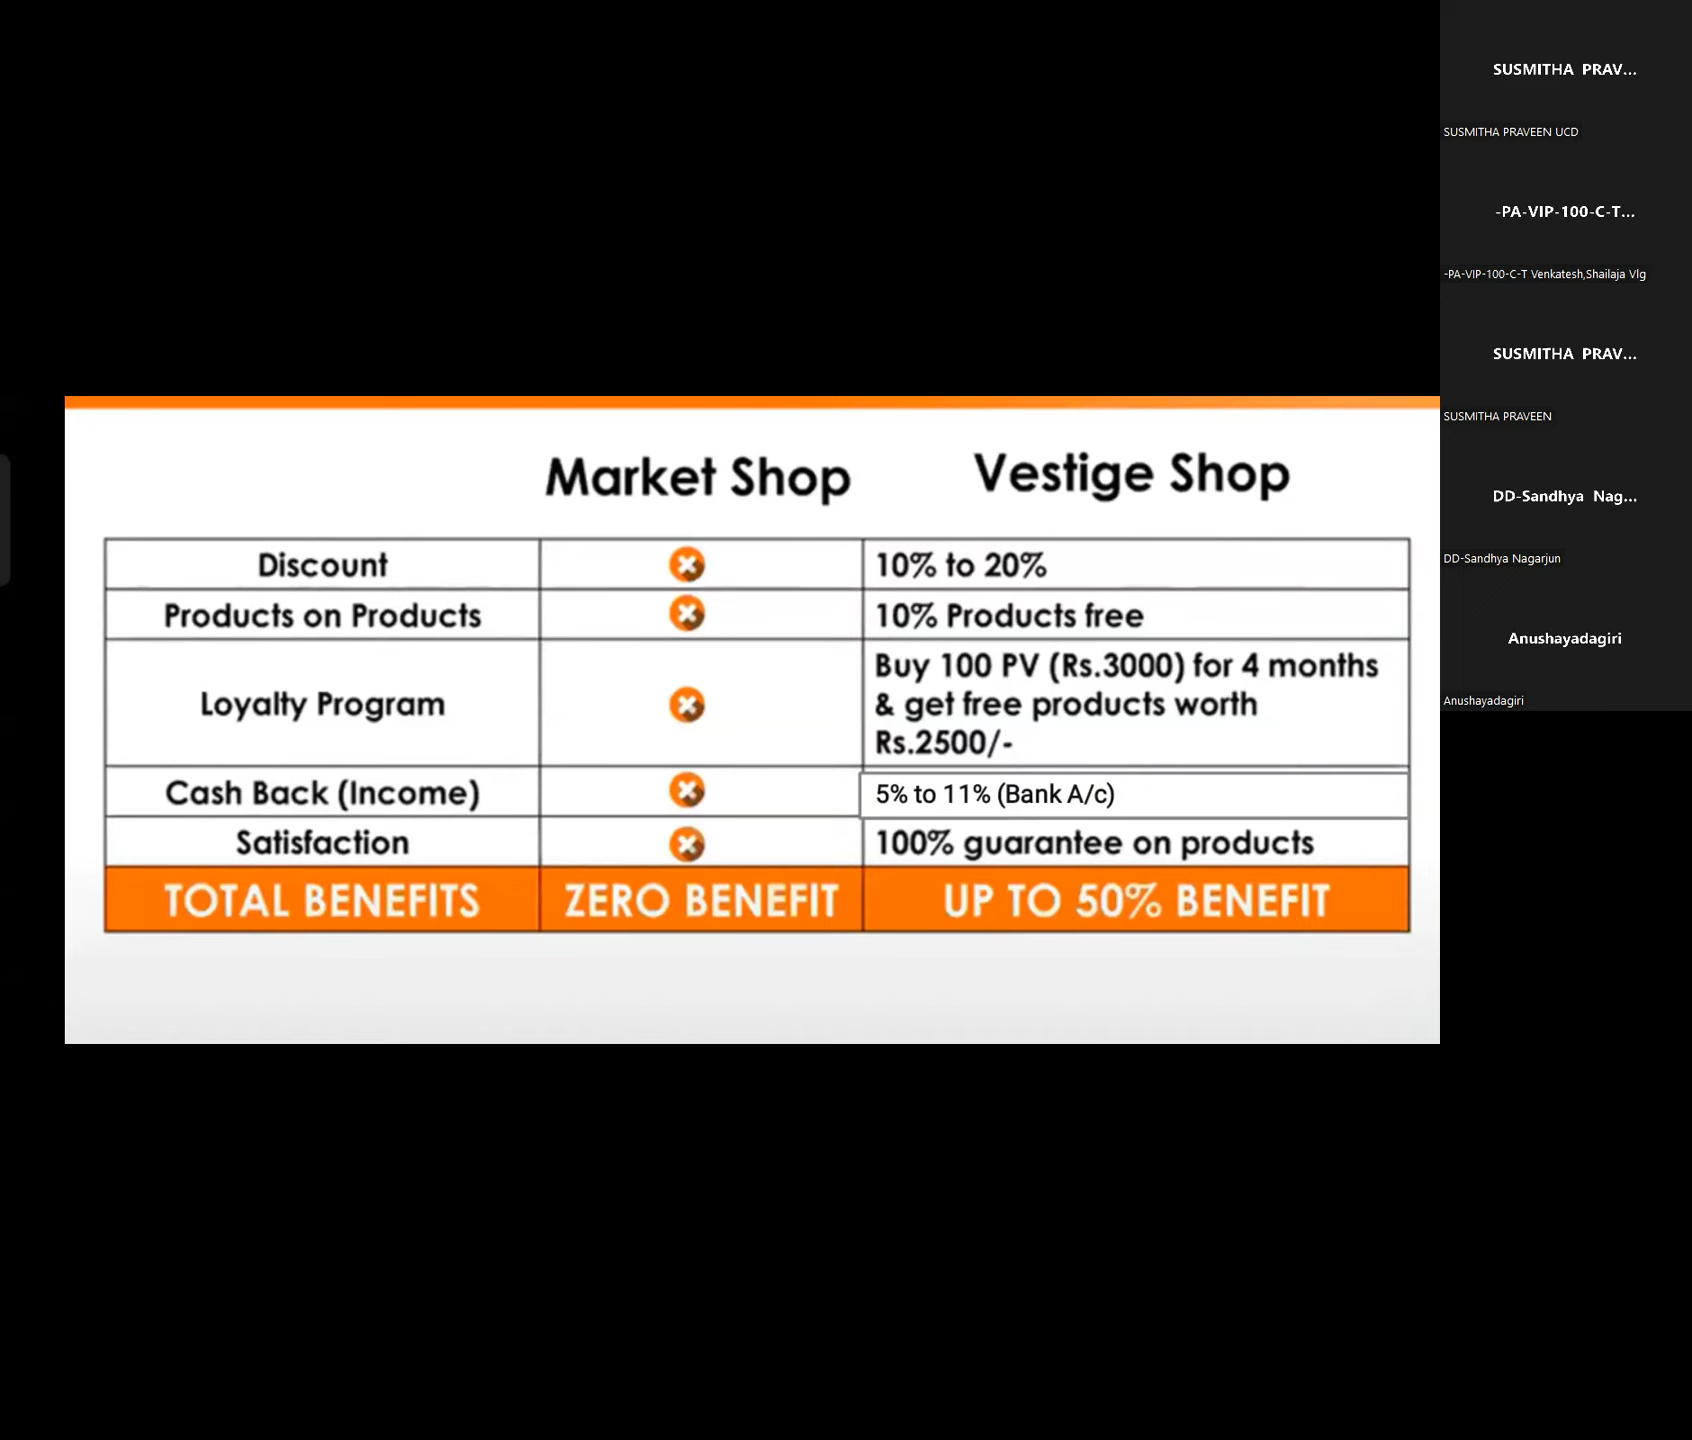 Market Shop Vestige Shop
Discount 10% to 20%
Products on Products 10% Products free
Loyalty Program Buy 100 PV (Rs.3000) for 4 months
& get free products worth
Rs.2500/-
Cash Back (Income) 5% to 11% (Bank A/c)
Satisfaction 100% guarantee on products
TOTAL BENEFITS ZERO BENEFIT UP TO 50% BENEFIT
SUSMITHA PRAV...
SUSMITHA PRAVEEN UCD
-PA-VIP-100-C-T...
-PA-VIP-100-C-T Venkatesh,Shailaja Vlg
SUSMITHA PRAV...
SUSMITHA PRAVEEN
DD-Sandhya Nag...
DD-Sandhya Nagarjun
Anushayadagiri
Anushayadagiri